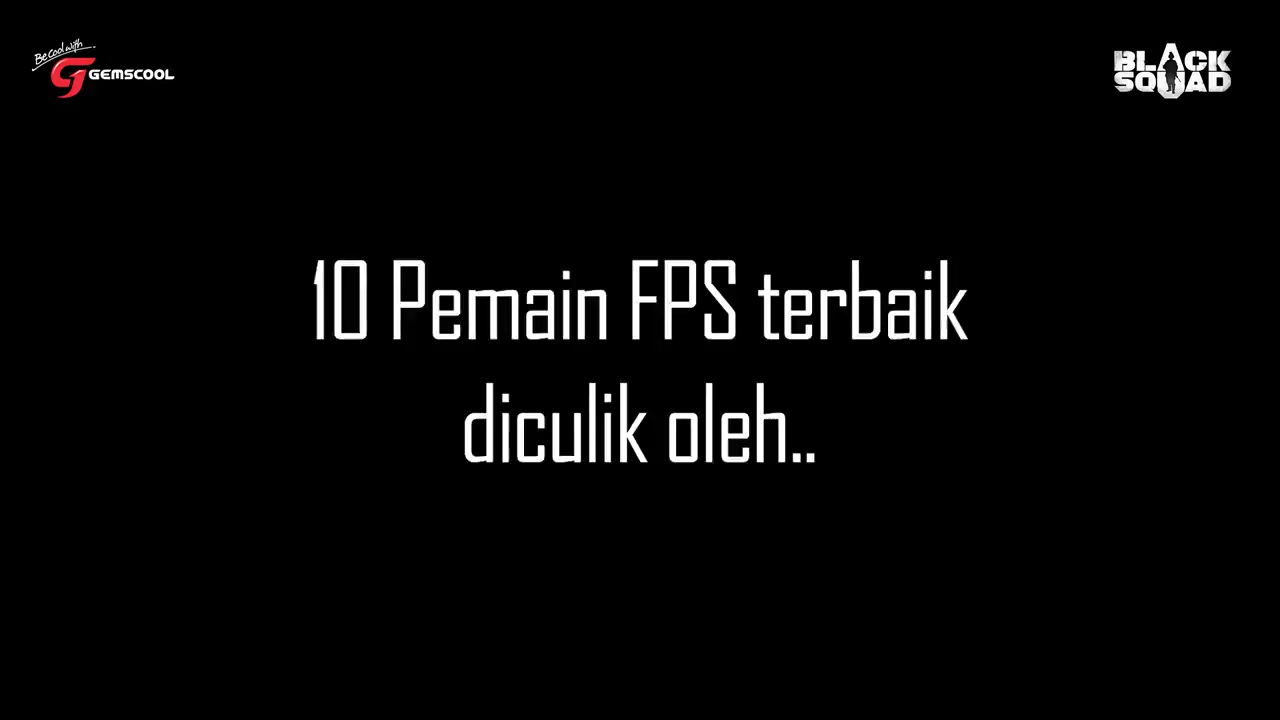 Be cool with
GEMSCOOL
BLACK
SQUAD
10 Pemain FPS terbaik
diculik oleh..